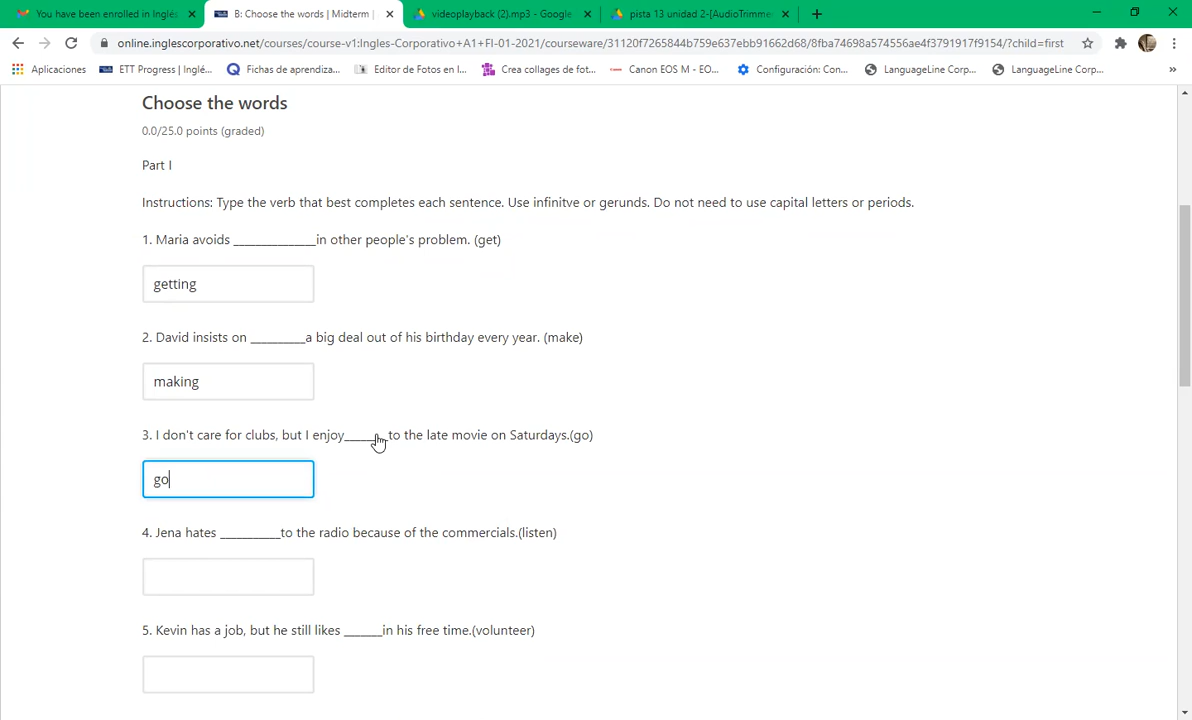 You have been enrolled in Inglés
B: Choose the words | Midterm |
videoplayback (2).mp3 - Google
pista 13 unidad 2-[AudioTrimmer
online.inglescorporativo.net/courses/course-v1:Ingles-Corporativo+A1+FI-01-2021/courseware/31120f7265844b759e637ebb91662d68/8fba74698a574556ae4f3791917f9154/?child=first
Aplicaciones
ETT Progress | Inglé...
Fichas de aprendiza...
Editor de Fotos en l...
Crea collages de fot...
Canon EOS M - EO...
Configuración: Con...
LanguageLine Corp...
LanguageLine Corp...
»
Choose the words
0.0/25.0 points (graded)
Part I
Instructions: Type the verb that best completes each sentence. Use infinitve or gerunds. Do not need to use capital letters or periods.
1. Maria avoids ______________in other people's problem. (get)
getting
2. David insists on _________a big deal out of his birthday every year. (make)
making
3. I don't care for clubs, but I enjoy_______to the late movie on Saturdays.(go)
go
4. Jena hates __________to the radio because of the commercials.(listen)
5. Kevin has a job, but he still likes ______in his free time.(volunteer)